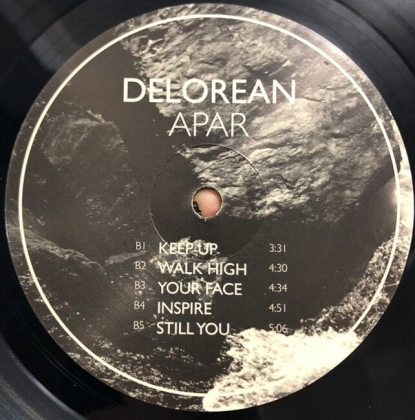 DELOREAN
APAR
B1 KEEP UP 3:31
B2 WALK HIGH 4:30
B3 YOUR FACE 4:34
B4 INSPIRE 4:51
B5 STILL YOU 5:06